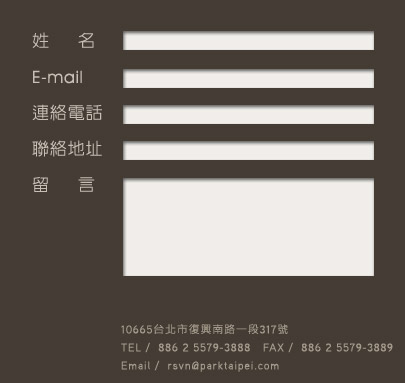 姓 名
E-mail
連絡電話
聯絡地址
留 言
10665台北市復興南路一段317號
TEL / 886 2 5579-3888 FAX / 886 2 5579-3889
Email / rsvn@parktaipei.com